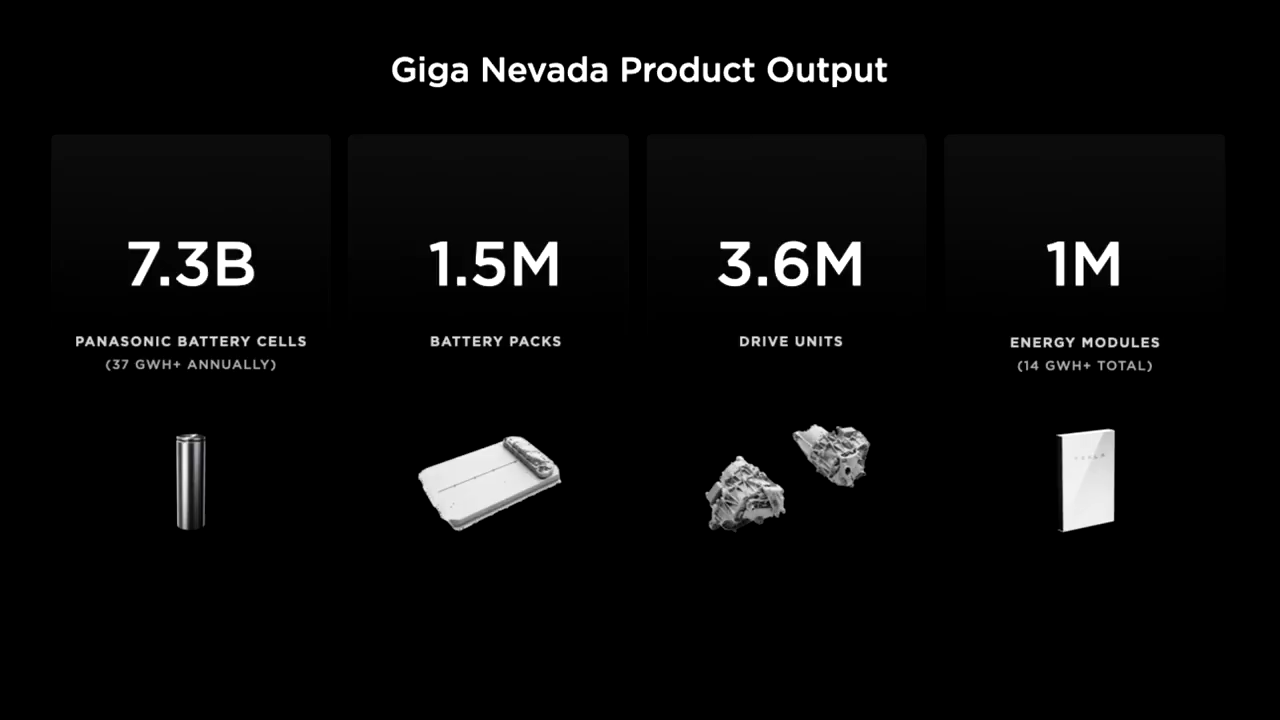 Giga Nevada Product Output
7.3B
PANASONIC BATTERY CELLS
(37 GWH+ ANNUALLY)
1.5M
BATTERY PACKS
3.6M
DRIVE UNITS
1M
ENERGY MODULES
(14 GWH+ TOTAL)
TESLA